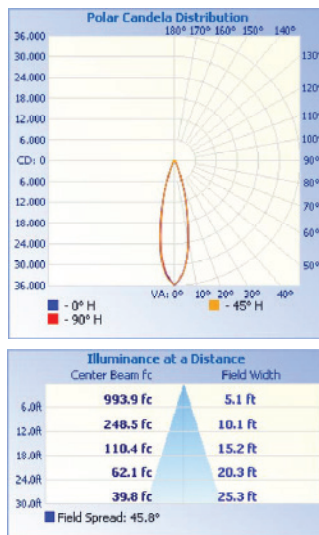 Polar Candela Distribution
36.000 180° 170° 160° 150° 140°
30.000 130°
24.000
18.000 120°
12.000 110°
6.000 100°
CD: 0 90°
6.000 80°
12.000 70°
18.000
24.000 60°
30.000 50°
36.000 VA: 0° 10° 20° 30° 40°
- 0° H - 45° H
- 90° H
Illuminance at a Distance
Center Beam fc Field Width
6.0ft 993.9 fc 5.1 ft
12.0ft 248.5 fc 10.1 ft
18.0ft 110.4 fc 15.2 ft
24.0ft 62.1 fc 20.3 ft
30.0ft 39.8 fc 25.3 ft
Field Spread: 45.8°